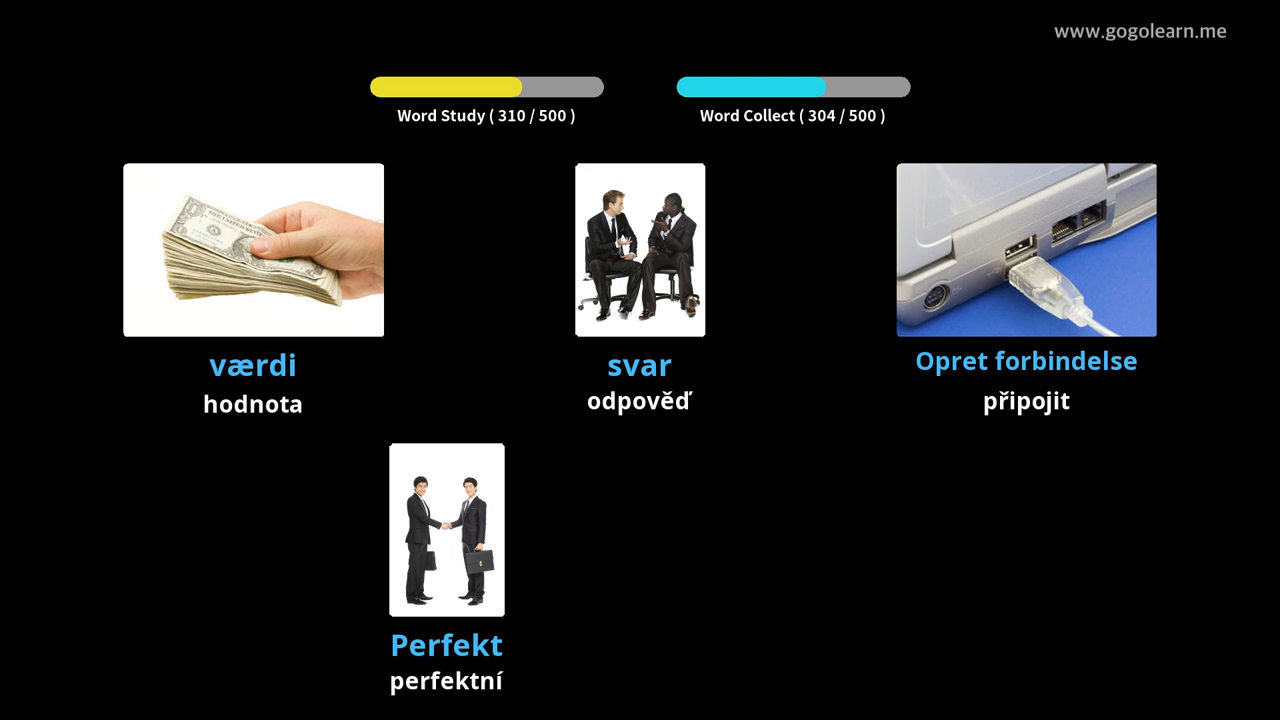 www.gogolearn.me
Word Study ( 310 / 500 )
Word Collect ( 304 / 500 )
værdi
hodnota
svar
odpověď
Opret forbindelse
připojit
Perfekt
perfektní